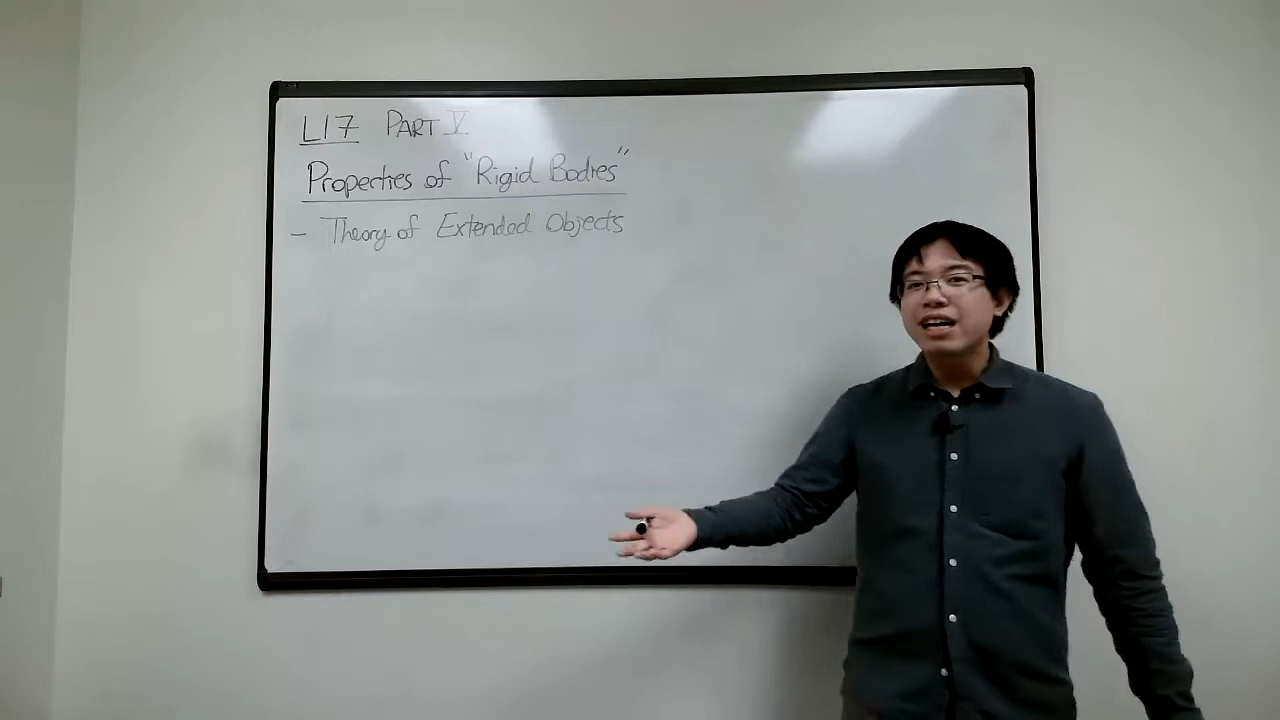 L17 PART V
Properties of "Rigid Bodies"
- Theory of Extended Objects